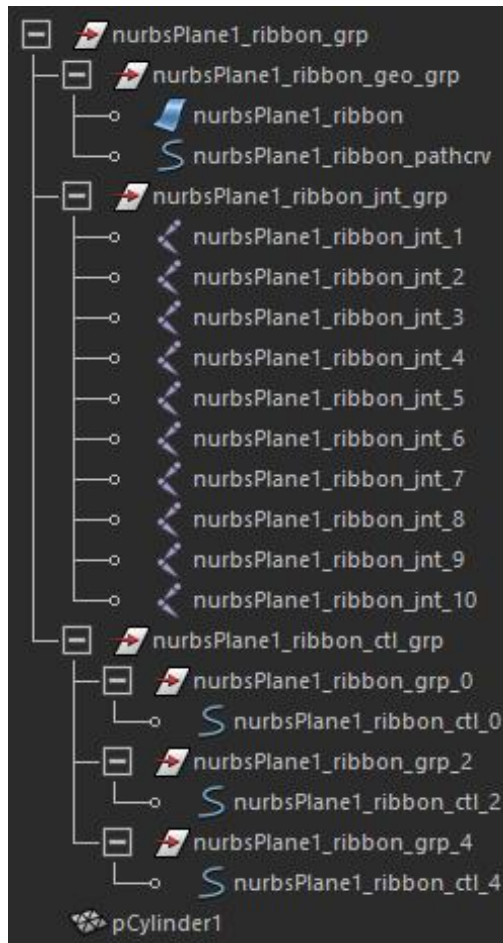 nurbsPlane1_ribbon_grp
nurbsPlane1_ribbon_geo_grp
nurbsPlane1_ribbon
nurbsPlane1_ribbon_pathcrv
nurbsPlane1_ribbon_jnt_grp
nurbsPlane1_ribbon_jnt_1
nurbsPlane1_ribbon_jnt_2
nurbsPlane1_ribbon_jnt_3
nurbsPlane1_ribbon_jnt_4
nurbsPlane1_ribbon_jnt_5
nurbsPlane1_ribbon_jnt_6
nurbsPlane1_ribbon_jnt_7
nurbsPlane1_ribbon_jnt_8
nurbsPlane1_ribbon_jnt_9
nurbsPlane1_ribbon_jnt_10
nurbsPlane1_ribbon_ctl_grp
nurbsPlane1_ribbon_grp_0
nurbsPlane1_ribbon_ctl_0
nurbsPlane1_ribbon_grp_2
nurbsPlane1_ribbon_ctl_2
nurbsPlane1_ribbon_grp_4
nurbsPlane1_ribbon_ctl_4
pCylinder1